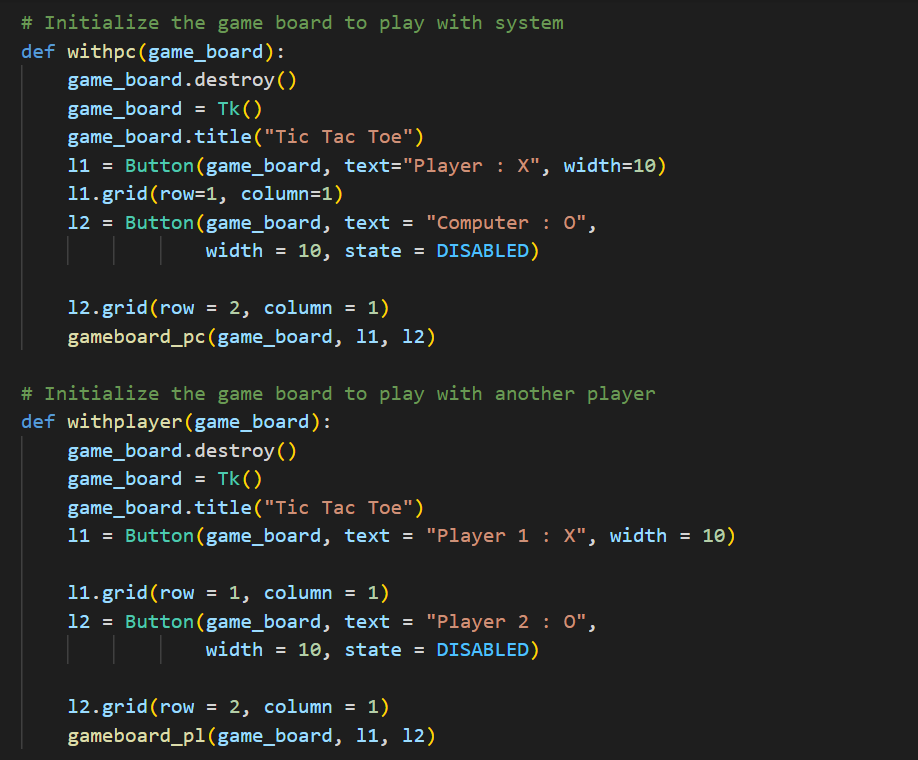 # Initialize the game board to play with system
def withpc(game_board):
    game_board.destroy()
    game_board = Tk()
    game_board.title("Tic Tac Toe")
    l1 = Button(game_board, text="Player : X", width=10)
    l1.grid(row=1, column=1)
    l2 = Button(game_board, text = "Computer : O",
                width = 10, state = DISABLED)

    l2.grid(row = 2, column = 1)
    gameboard_pc(game_board, l1, l2)

# Initialize the game board to play with another player
def withplayer(game_board):
    game_board.destroy()
    game_board = Tk()
    game_board.title("Tic Tac Toe")
    l1 = Button(game_board, text = "Player 1 : X", width = 10)

    l1.grid(row = 1, column = 1)
    l2 = Button(game_board, text = "Player 2 : O",
                width = 10, state = DISABLED)

    l2.grid(row = 2, column = 1)
    gameboard_pl(game_board, l1, l2)